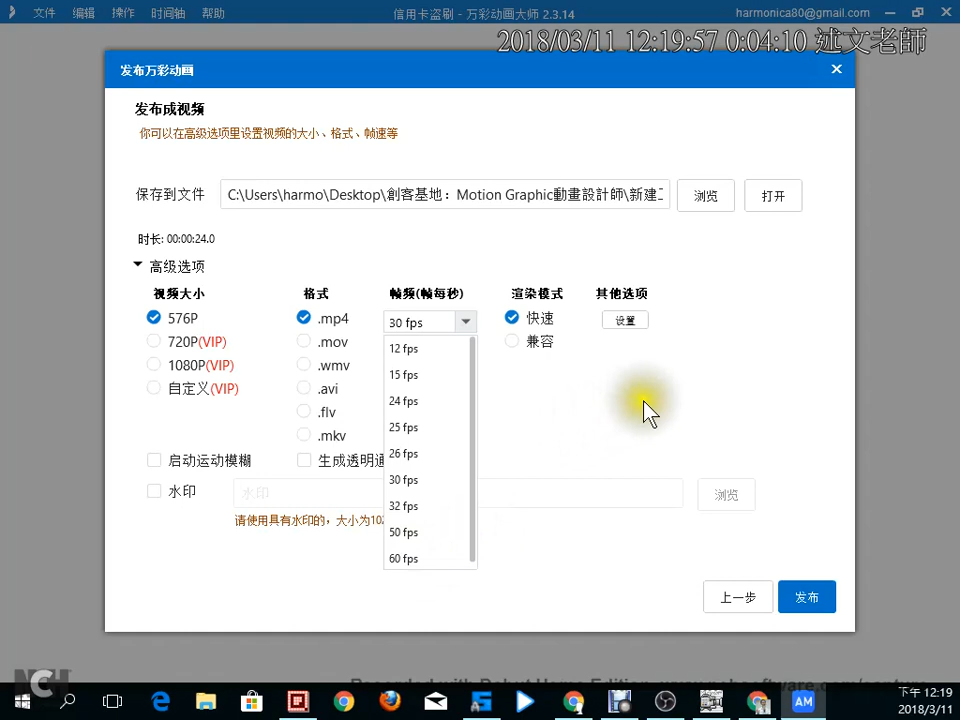 文件 编辑 操作 时间轴 帮助 信用卡盗刷 - 万彩动画大师 2.3.14 harmonica80@gmail.com
2018/03/11 12:19:57 0:04:10 述文老師
发布万彩动画
发布成视频
你可以在高级选项里设置视频的大小、格式、帧速等
保存到文件 C:\Users\harmo\Desktop\創客基地：Motion Graphic動畫設計師\新建 浏览 打开
时长: 00:00:24.0
高级选项
视频大小 格式 帧频(帧每秒) 渲染模式 其他选项
576P .mp4 30 fps 快速 设置
720P(VIP) .mov 12 fps 兼容
1080P(VIP) .wmv 15 fps
自定义(VIP) .avi 24 fps
.flv 25 fps
.mkv 26 fps
启动运动模糊 生成透明通 30 fps
水印 水印 32 fps 浏览
请使用具有水印的，大小为102 50 fps
60 fps
上一步 发布
NCH
AM
下午 12:19
2018/3/11